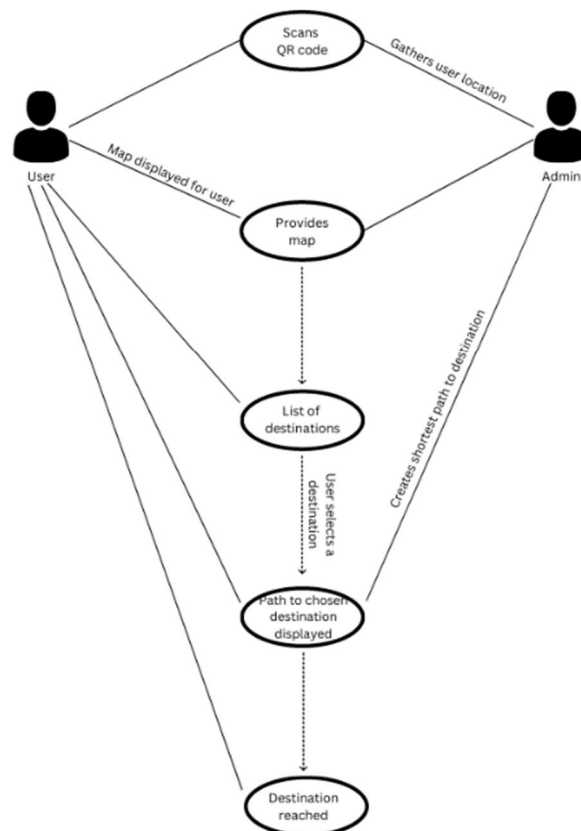 Scans
QR code
Gathers user location
User
Admin
Map displayed for user
Provides
map
List of
destinations
Creates shortest path to destination
User selects a
destination
Path to chosen
destination
displayed
Destination
reached